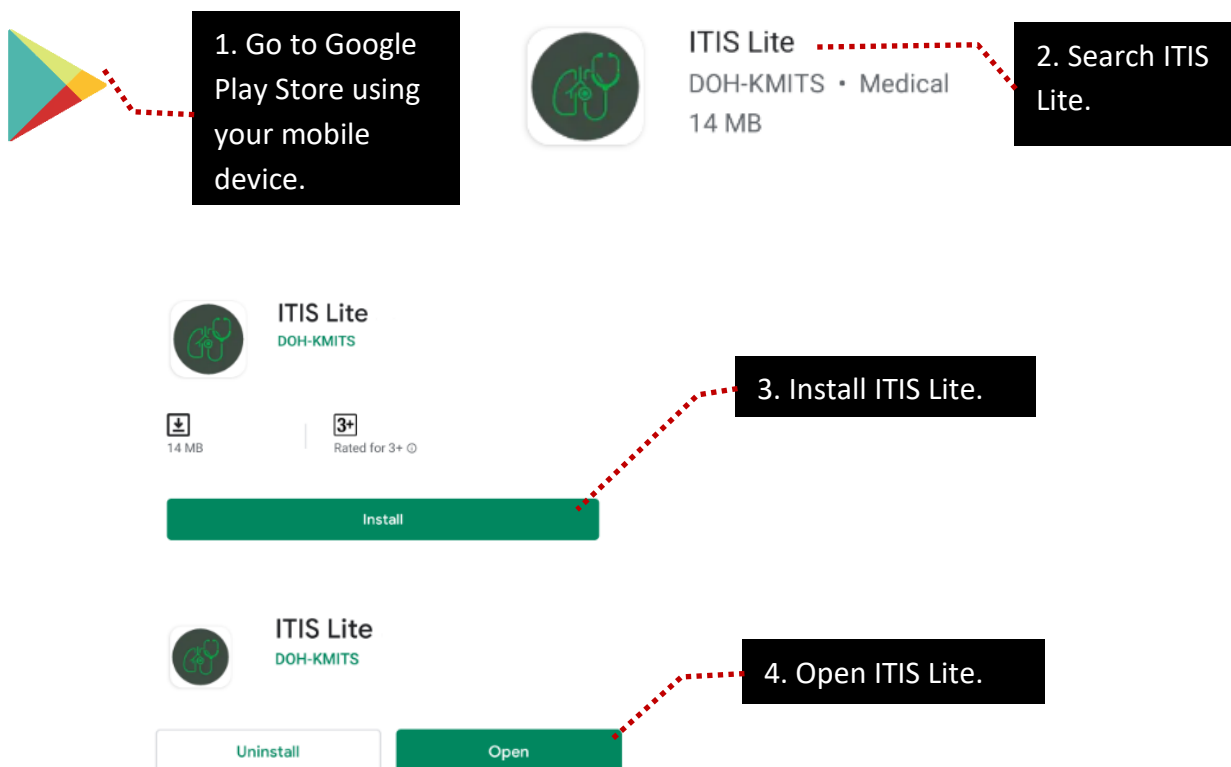 1. Go to Google
Play Store using
your mobile
device.
ITIS Lite
DOH-KMITS • Medical
14 MB
2. Search ITIS
Lite.
ITIS Lite
DOH-KMITS
14 MB
3+
Rated for 3+
Install
3. Install ITIS Lite.
ITIS Lite
DOH-KMITS
Uninstall
Open
4. Open ITIS Lite.